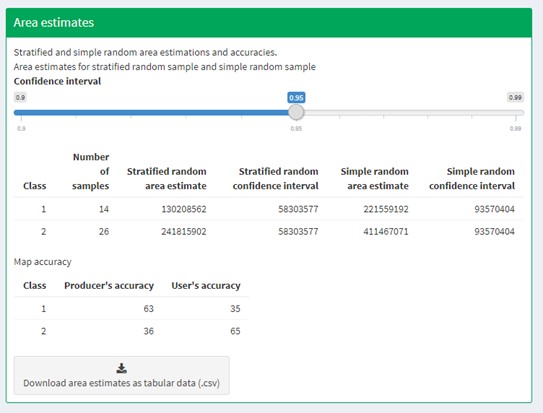 Area estimates
Stratified and simple random area estimations and accuracies.
Area estimates for stratified random sample and simple random sample
Confidence interval
0.9 0.95 0.99
0.9 0.95 0.99
Number
of Stratified random Stratified random Simple random Simple random
Class samples area estimate confidence interval area estimate confidence interval
1 14 130208562 58303577 221559192 93570404
2 26 241815902 58303577 411467071 93570404
Map accuracy
Class Producer's accuracy User's accuracy
1 63 35
2 36 65
Download area estimates as tabular data (.csv)